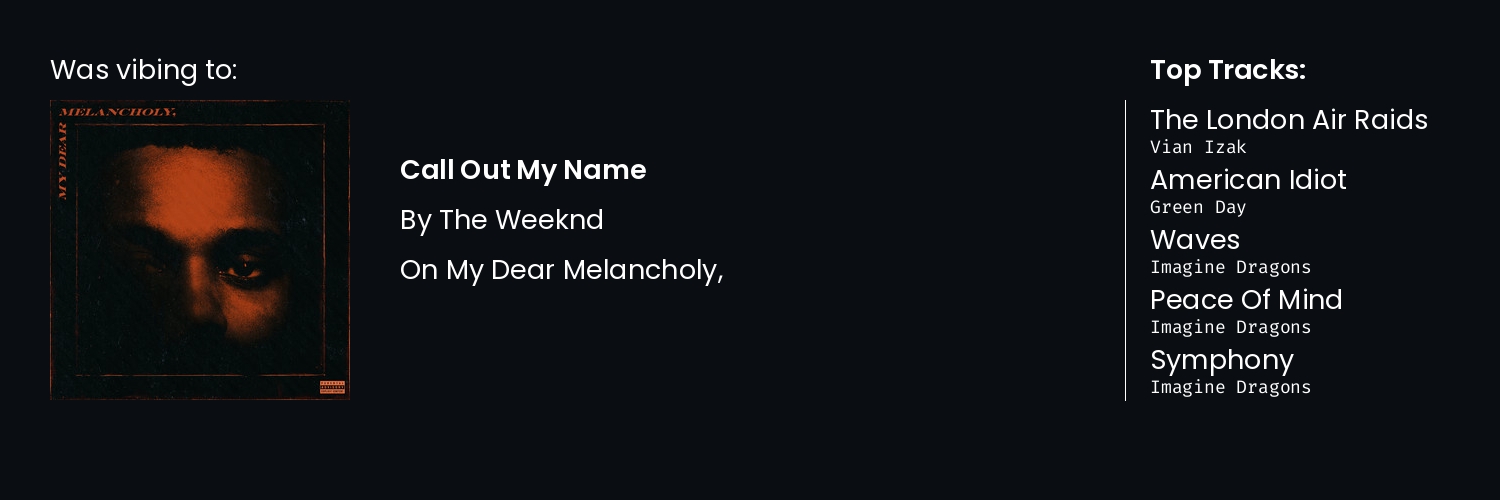 Was vibing to:
MELANCHOLY,
MY DEAR
Call Out My Name
By The Weeknd
On My Dear Melancholy,
Top Tracks:
The London Air Raids
Vian Izak
American Idiot
Green Day
Waves
Imagine Dragons
Peace Of Mind
Imagine Dragons
Symphony
Imagine Dragons